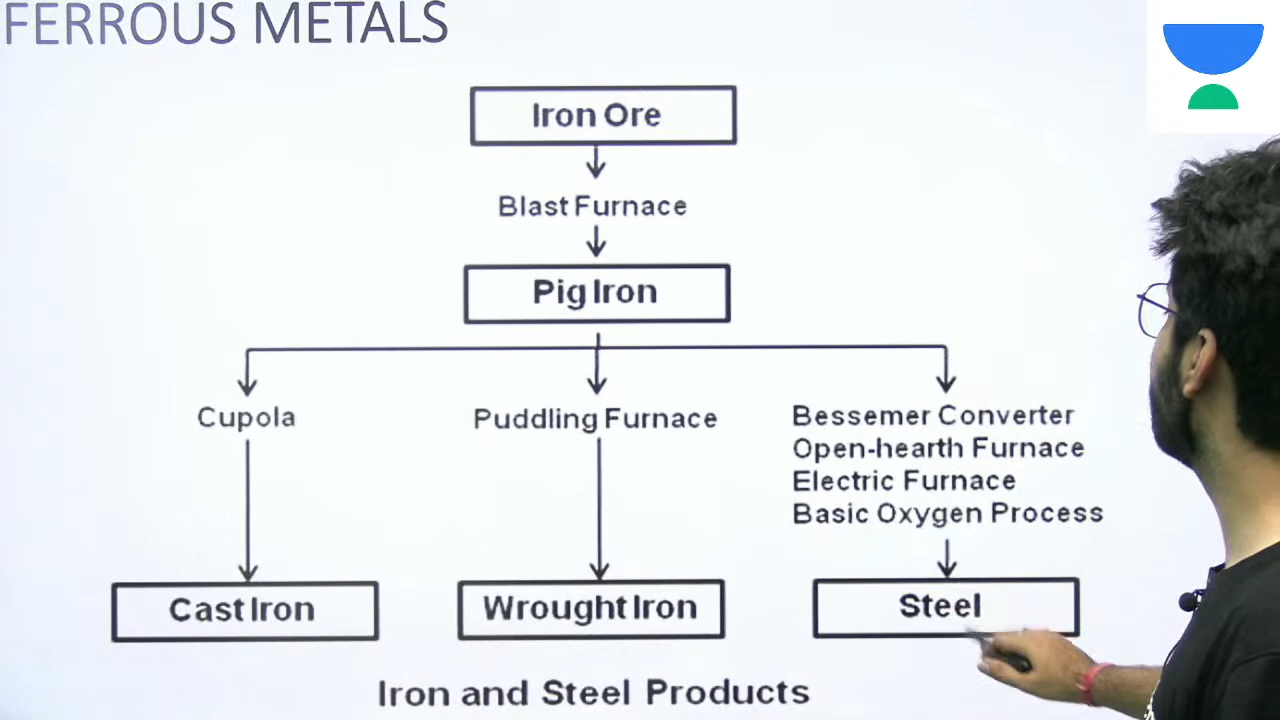 FERROUS METALS
Iron Ore
Blast Furnace
Pig Iron
Cupola
Puddling Furnace
Bessemer Converter
Open-hearth Furnace
Electric Furnace
Basic Oxygen Process
Cast Iron
Wrought Iron
Steel
Iron and Steel Products